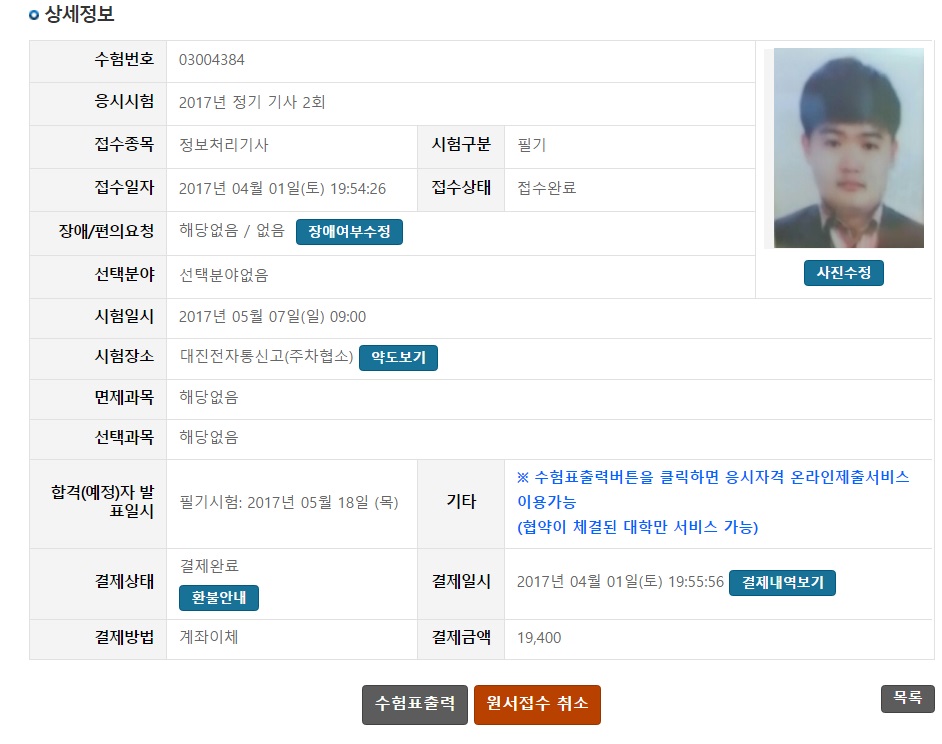 상세정보
수험번호 03004384
응시시험 2017년 정기 기사 2회
접수종목 정보처리기사 시험구분 필기
접수일자 2017년 04월 01일(토) 19:54:26 접수상태 접수완료
장애/편의요청 해당없음 / 없음 장애여부수정
사진수정
선택분야 선택분야없음
시험일시 2017년 05월 07일(일) 09:00
시험장소 대진전자통신고(주차협소) 약도보기
면제과목 해당없음
선택과목 해당없음
합격(예정)자 발
표일시 필기시험: 2017년 05월 18일 (목) 기타
※ 수험표출력버튼을 클릭하면 응시자격 온라인제출서비스
이용가능
(협약이 체결된 대학만 서비스 가능)
결제상태 결제완료
환불안내
결제일시 2017년 04월 01일(토) 19:55:56 결제내역보기
결제방법 계좌이체 결제금액 19,400
수험표출력 원서접수 취소 목록